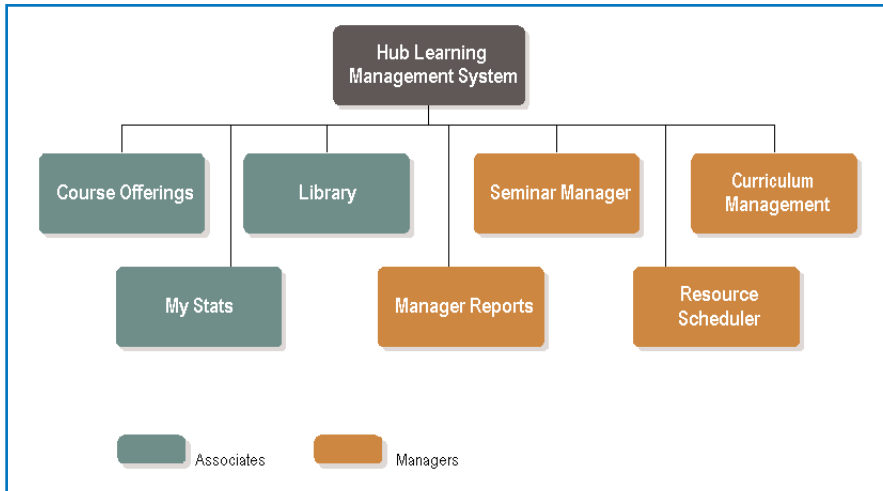 Hub Learning
Management System
Course Offerings
Library
Seminar Manager
Curriculum
Management
My Stats
Manager Reports
Resource
Scheduler
Associates
Managers